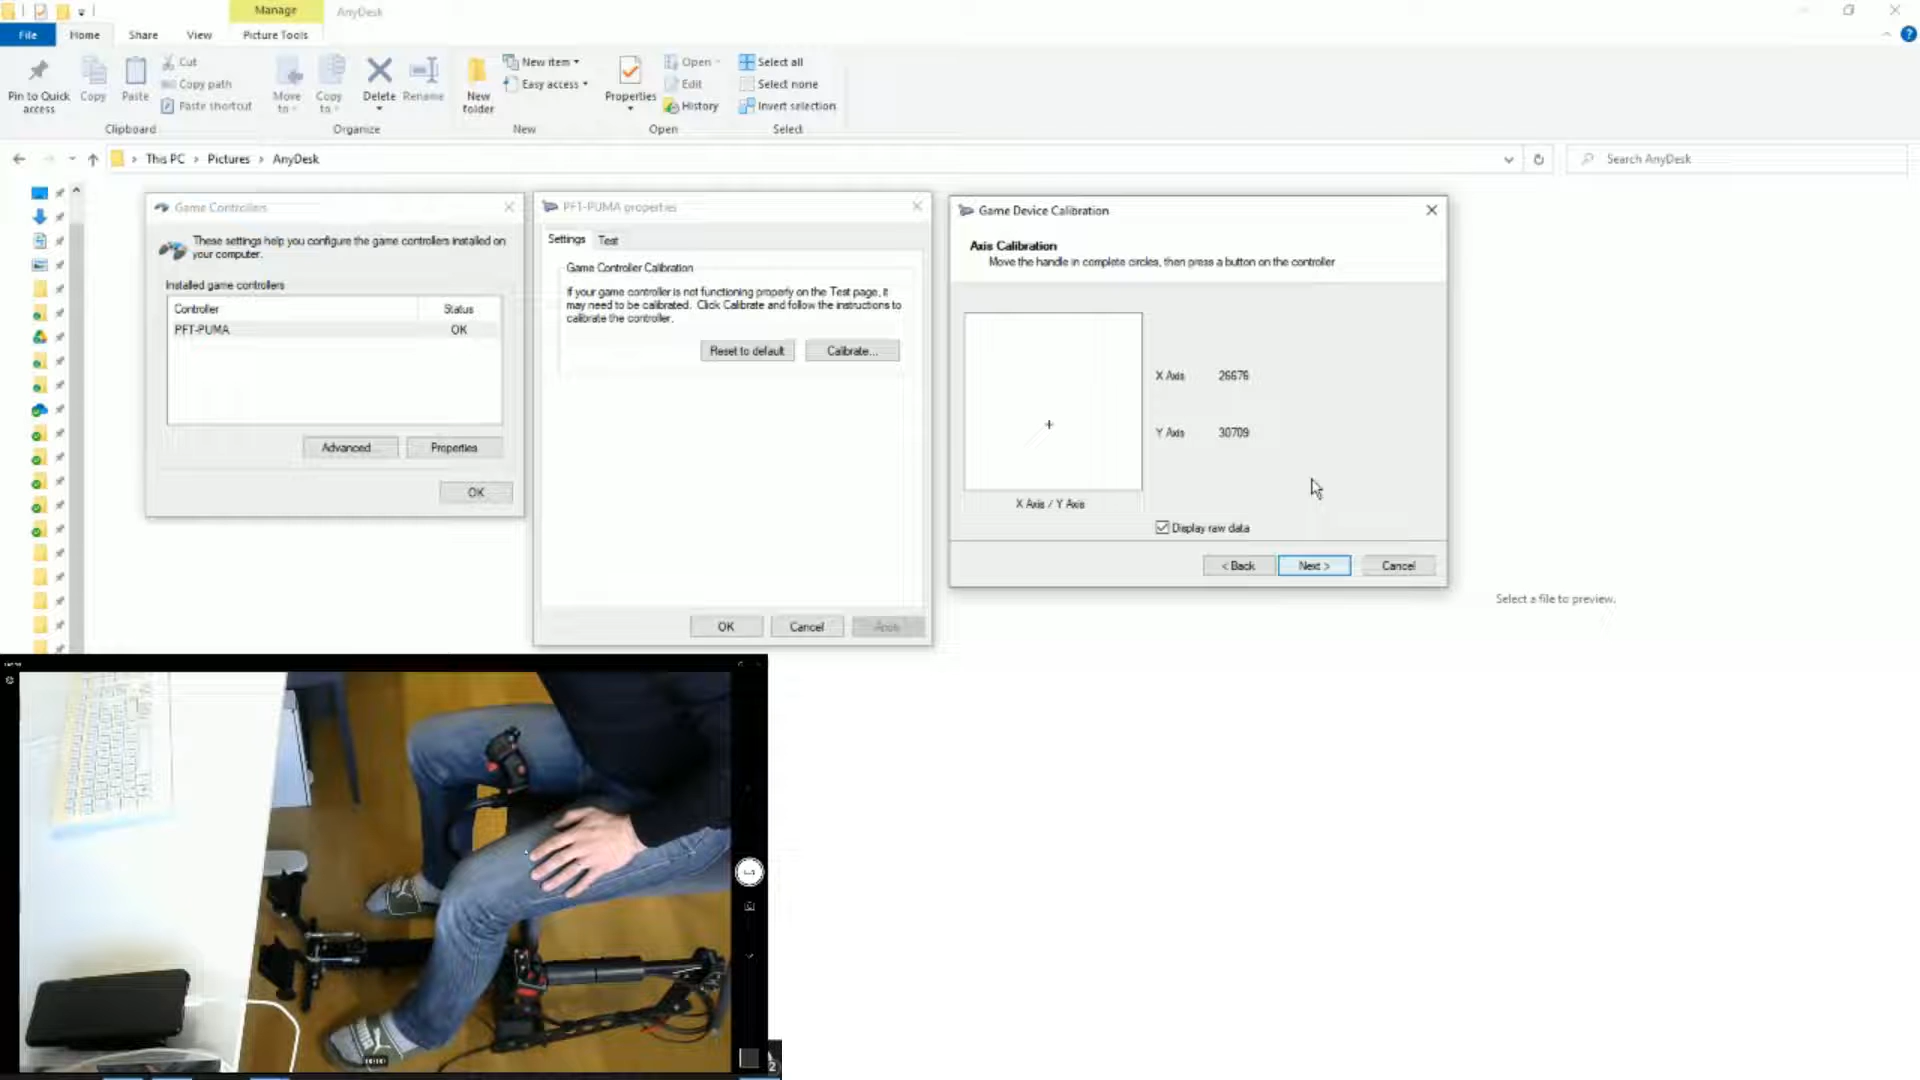 Manage
AnyDesk
File
Home
Share
View
Picture Tools
Pin to Quick
access
Copy
Paste
Cut
Copy path
Paste shortcut
Move
to
Copy
to
Delete
Rename
New
folder
New item
Easy access
Properties
Open
Edit
History
Select all
Select none
Invert selection
Clipboard
Organize
New
Open
Select
This PC > Pictures > AnyDesk
Search AnyDesk
Game Controllers
These settings help you configure the game controllers installed on
your computer.
Installed game controllers
Controller Status
PFT-PUMA OK
Advanced...
Properties
OK
PFT-PUMA properties
Settings
Test
Game Controller Calibration
If your game controller is not functioning properly on the Test page, it
may need to be calibrated. Click Calibrate and follow the instructions to
calibrate the controller.
Reset to default
Calibrate...
OK
Cancel
Apply
Game Device Calibration
Axis Calibration
Move the handle in complete circles, then press a button on the controller
X Axis 26676
Y Axis 30709
X Axis / Y Axis
Display raw data
< Back
Next >
Cancel
Select a file to preview.